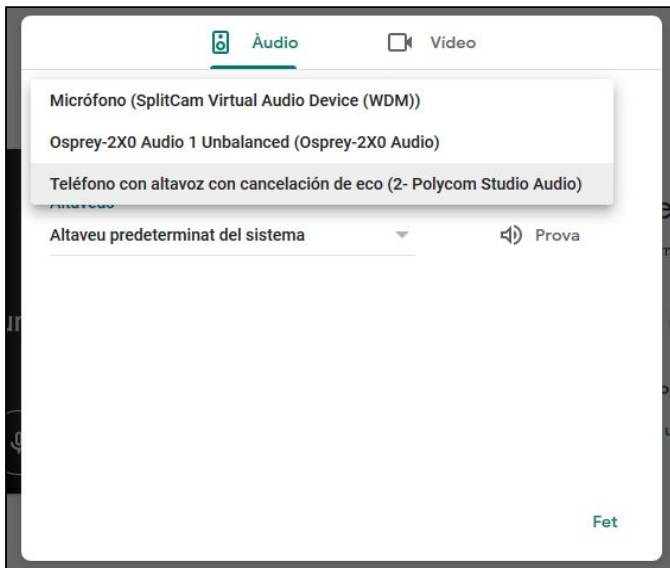 Àudio
Vídeo
Micrófono (SplitCam Virtual Audio Device (WDM))
Osprey-2X0 Audio 1 Unbalanced (Osprey-2X0 Audio)
Teléfono con altavoz con cancelación de eco (2- Polycom Studio Audio)
Altaveus
Altaveu predeterminat del sistema
Prova
Fet